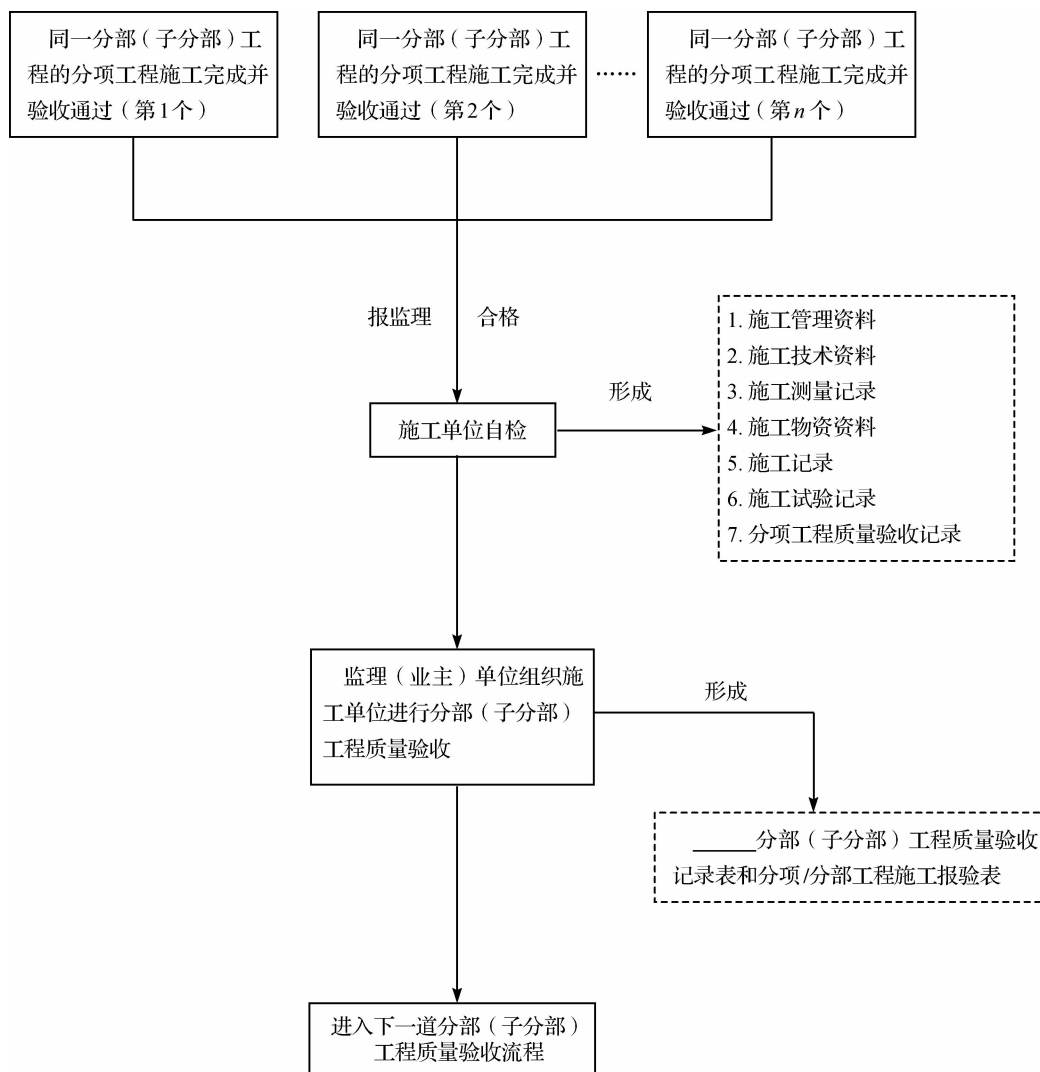 同一分部（子分部）工
程的分项工程施工完成并
验收通过（第1个）
同一分部（子分部）工
程的分项工程施工完成并
验收通过（第2个）
……
同一分部（子分部）工
程的分项工程施工完成并
验收通过（第n个）
报监理 合格
施工单位自检
形成
1. 施工管理资料
2. 施工技术资料
3. 施工测量记录
4. 施工物资资料
5. 施工记录
6. 施工试验记录
7. 分项工程质量验收记录
监理（业主）单位组织施
工单位进行分部（子分部）
工程质量验收
形成
______分部（子分部）工程质量验收
记录表和分项/分部工程施工报验表
进入下一道分部（子分部）
工程质量验收流程